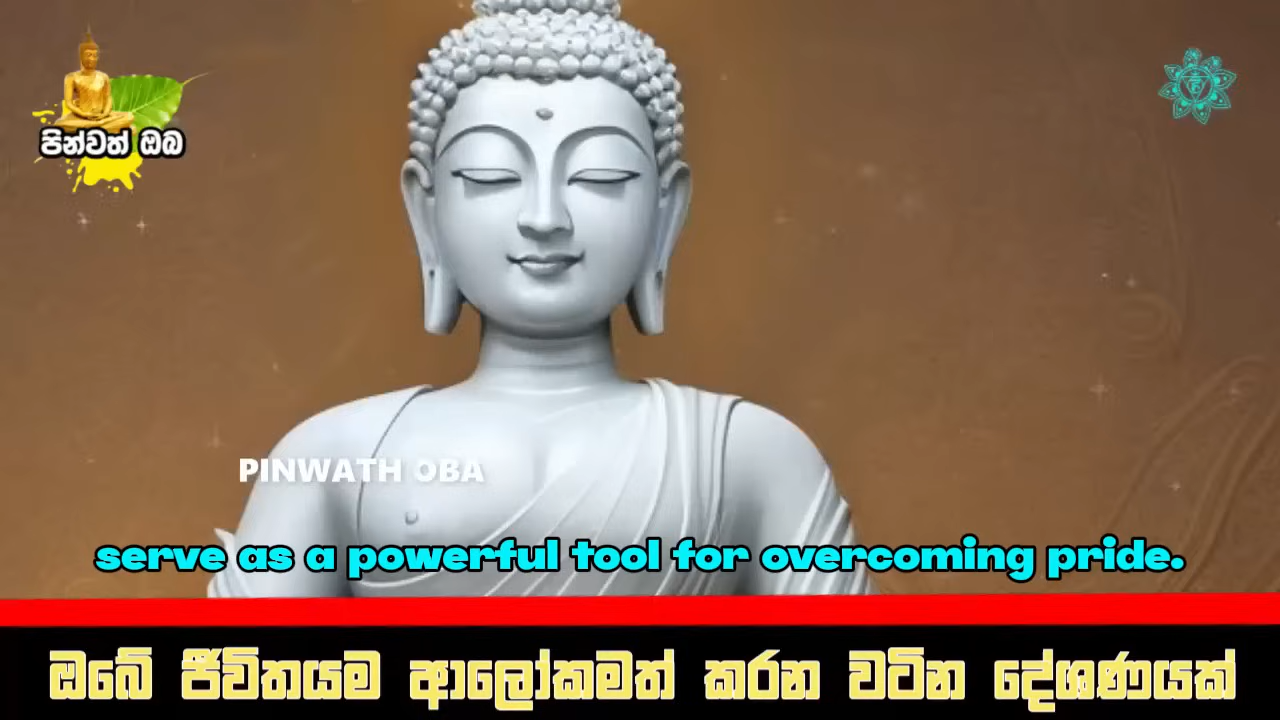 පින්වත් ඔබ
PINWATH OBA
serve as a powerful tool for overcoming pride.
ඔබේ ජීවිතයම ආලෝකමත් කරන වටින දේශණයක්